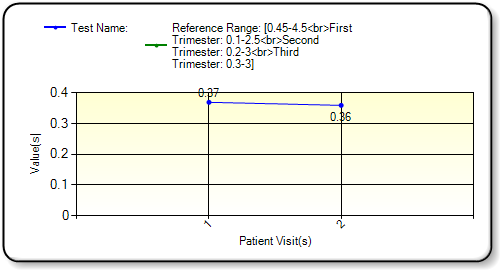 Test Name:
Reference Range: [0.45-4.5<br>First
Trimester: 0.1-2.5<br>Second
Trimester: 0.2-3<br>Third
Trimester: 0.3-3]
0.4
0.3
0.2
0.1
0
Value(s)
0.37
0.36
1
2
Patient Visit(s)